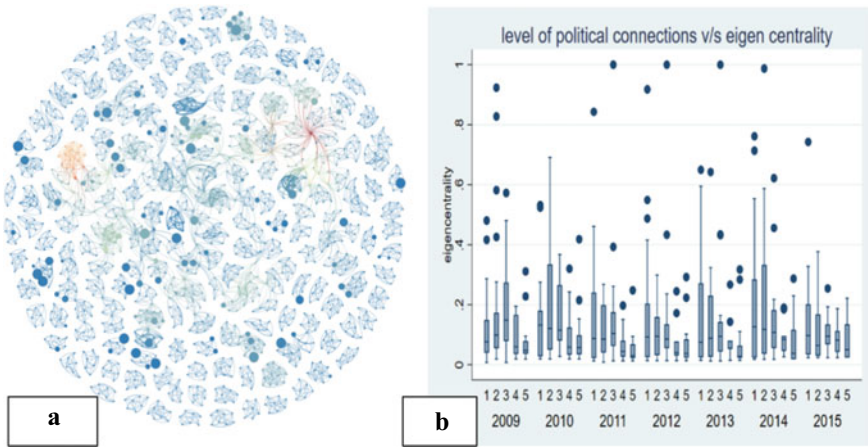 a
level of political connections v/s eigen centrality
eigencentrality
1
.8
.6
.4
.2
0
1 2 3 4 5 1 2 3 4 5 1 2 3 4 5 1 2 3 4 5 1 2 3 4 5 1 2 3 4 5 1 2 3 4 5
2009 2010 2011 2012 2013 2014 2015
b